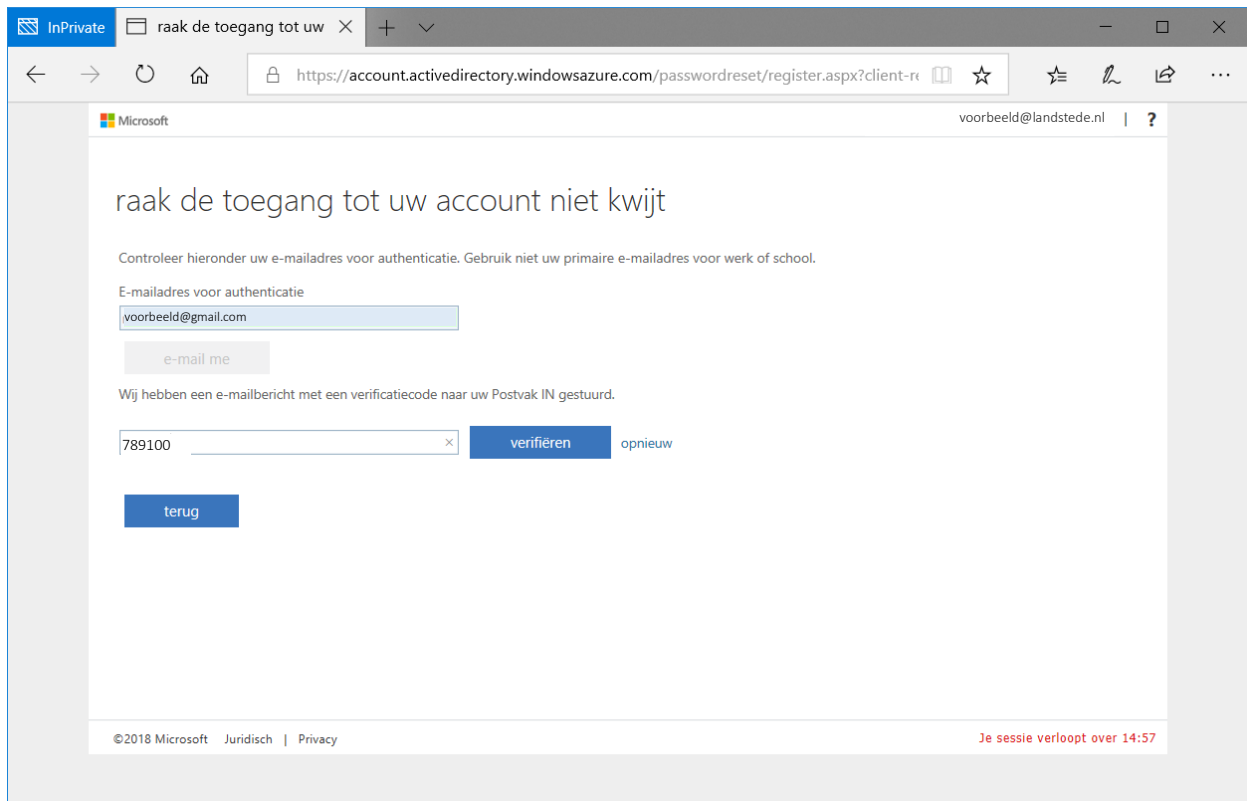 InPrivate
raak de toegang tot uw
https://account.activedirectory.windowsazure.com/passwordreset/register.aspx?client-re
Microsoft
voorbeeld@landstede.nl | ?
raak de toegang tot uw account niet kwijt
Controleer hieronder uw e-mailadres voor authenticatie. Gebruik niet uw primaire e-mailadres voor werk of school.
E-mailadres voor authenticatie
voorbeeld@gmail.com
e-mail me
Wij hebben een e-mailbericht met een verificatiecode naar uw Postvak IN gestuurd.
789100
verifiëren
opnieuw
terug
©2018 Microsoft Juridisch | Privacy
Je sessie verloopt over 14:57